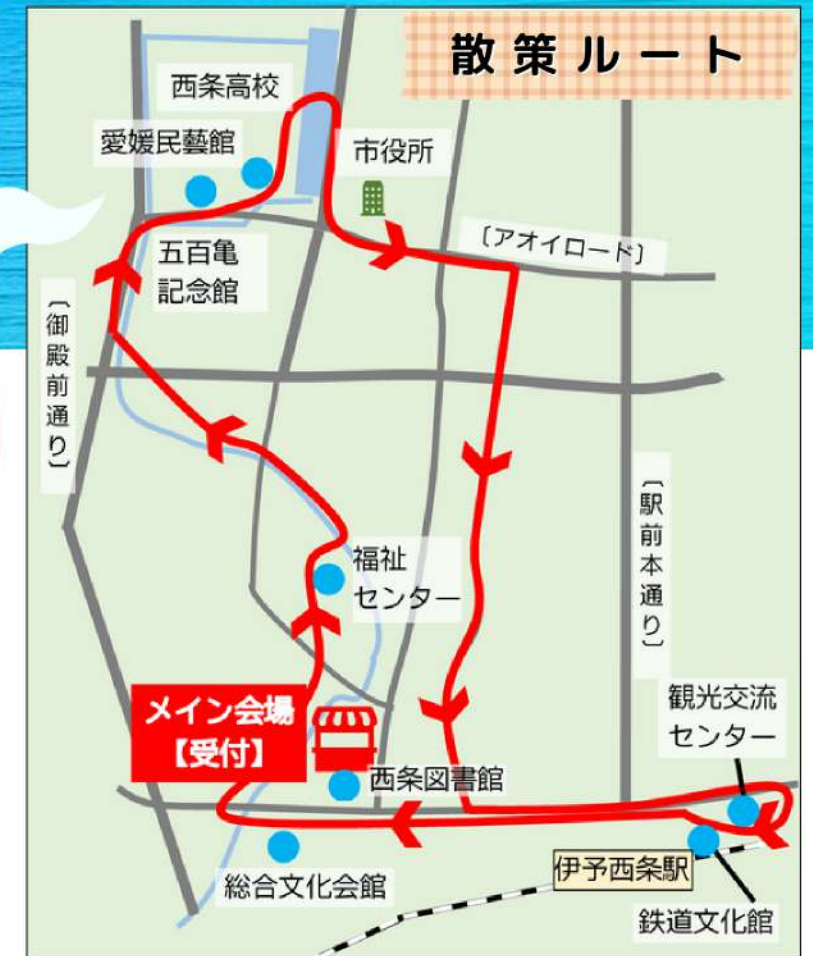 散策ルート
西条高校
愛媛民藝館
市役所
〔アオイロード〕
五百亀
記念館
〔御殿前通り〕
〔駅前本通り〕
福祉
センター
メイン会場
【受付】
観光交流
センター
西条図書館
総合文化会館
伊予西条駅
鉄道文化館